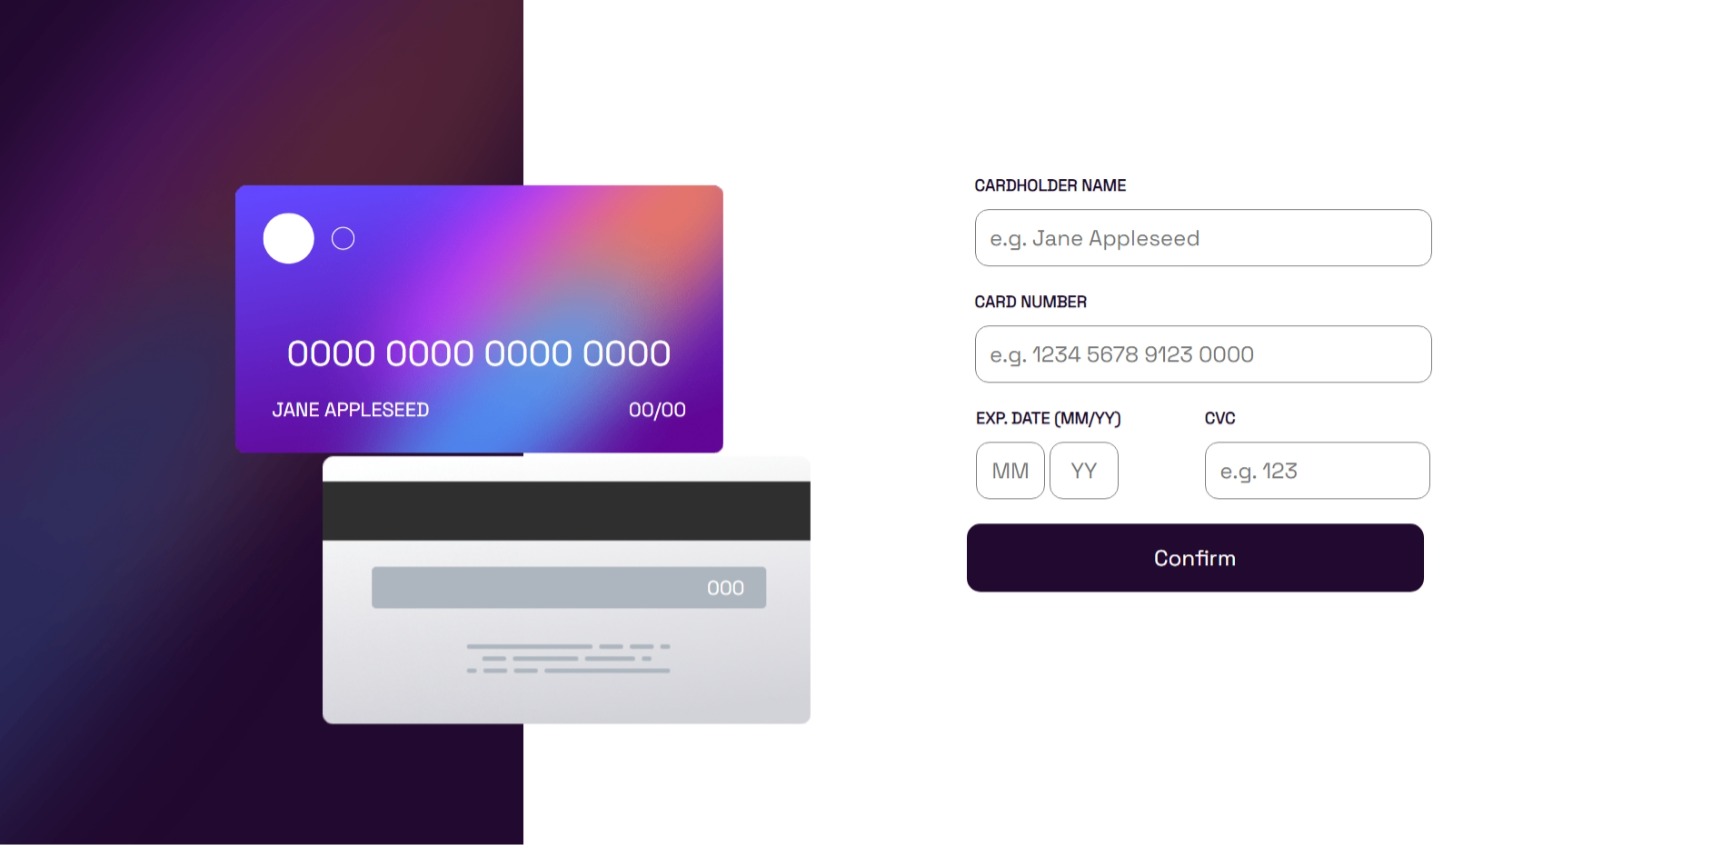 0000 0000 0000 0000
JANE APPLESEED 00/00
000
CARDHOLDER NAME
e.g. Jane Appleseed
CARD NUMBER
e.g. 1234 5678 9123 0000
EXP. DATE (MM/YY) CVC
MM YY e.g. 123
Confirm